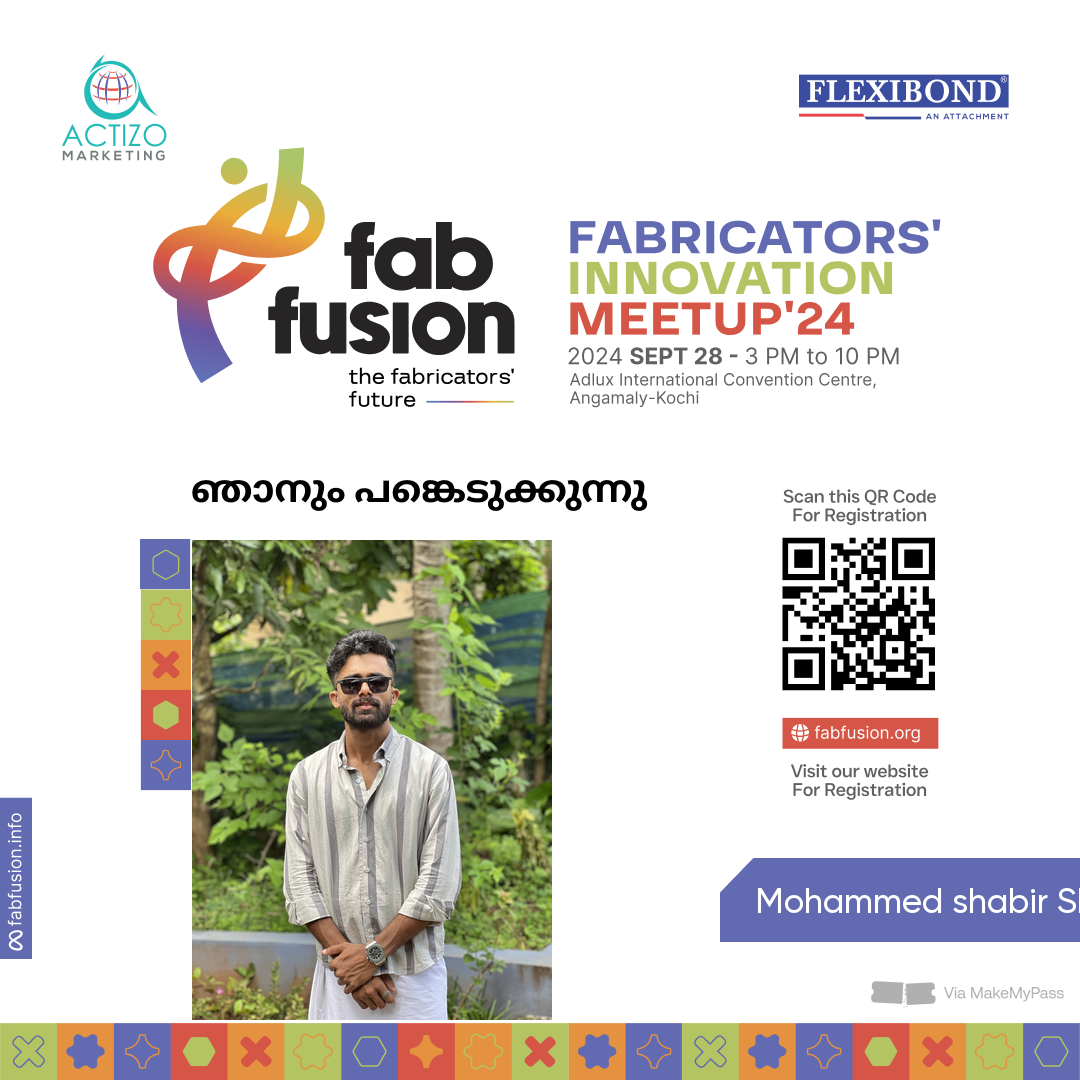 ACTIZO
MARKETING
FLEXIBOND®
AN ATTACHMENT
fab
fusion
the fabricators'
future
FABRICATORS'
INNOVATION
MEETUP'24
2024 SEPT 28 - 3 PM to 10 PM
Adlux International Convention Centre,
Angamaly-Kochi
ഞാനും പങ്കെടുക്കുന്നു
Scan this QR Code
For Registration
fabfusion.org
Visit our website
For Registration
fabfusion.info
Mohammed shabir
Via MakeMyPass